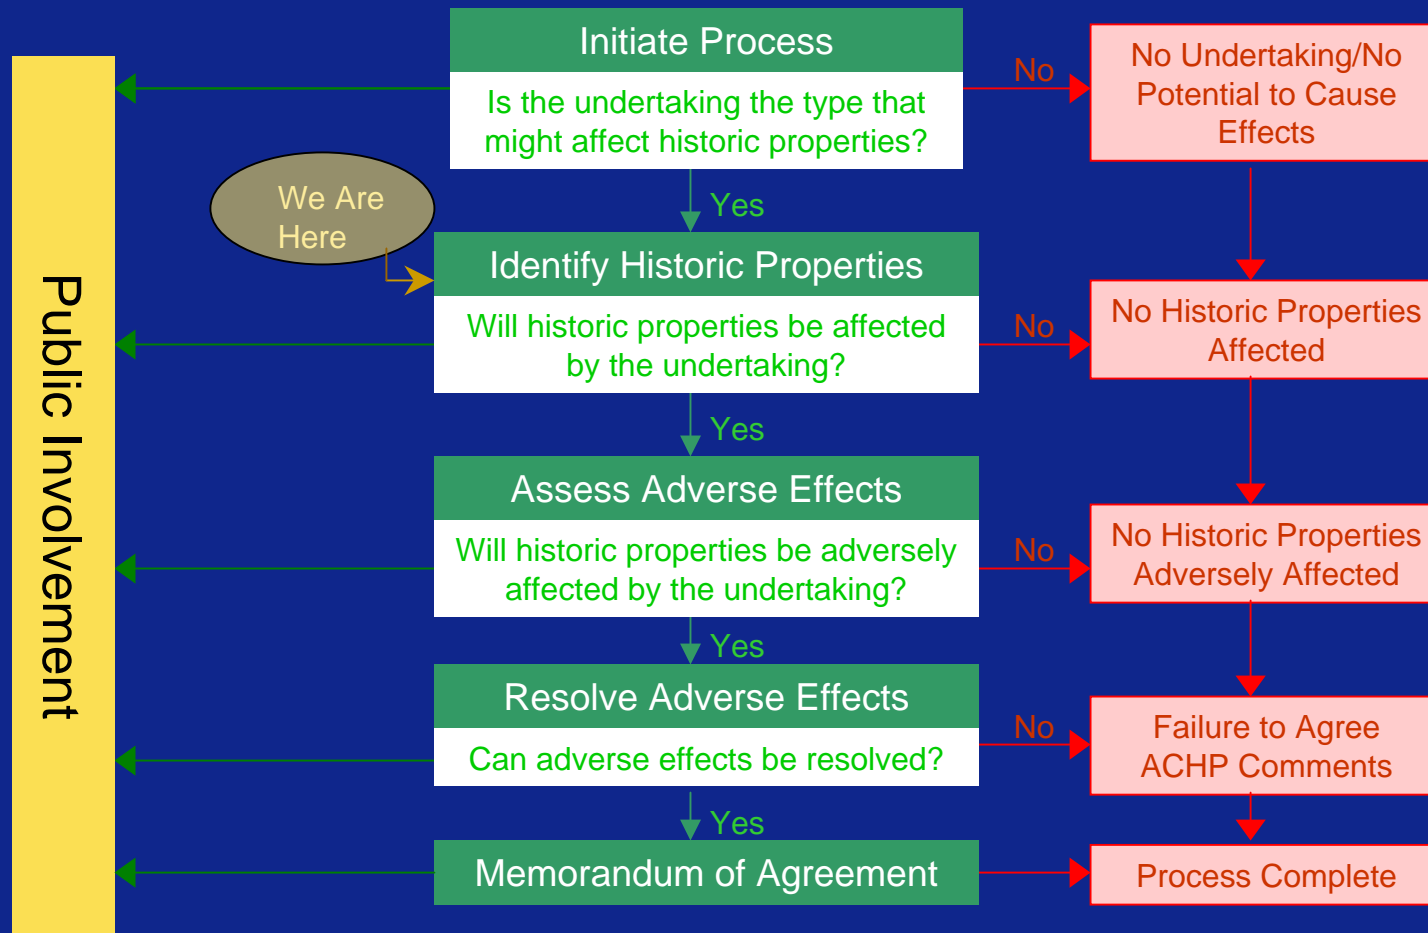 Initiate Process
Is the undertaking the type that
might affect historic properties?
No
No Undertaking/No
Potential to Cause
Effects
Yes
We Are
Here
Identify Historic Properties
Will historic properties be affected
by the undertaking?
No
No Historic Properties
Affected
Yes
Public Involvement
Assess Adverse Effects
Will historic properties be adversely
affected by the undertaking?
No
No Historic Properties
Adversely Affected
Yes
Resolve Adverse Effects
Can adverse effects be resolved?
No
Failure to Agree
ACHP Comments
Yes
Memorandum of Agreement
Process Complete